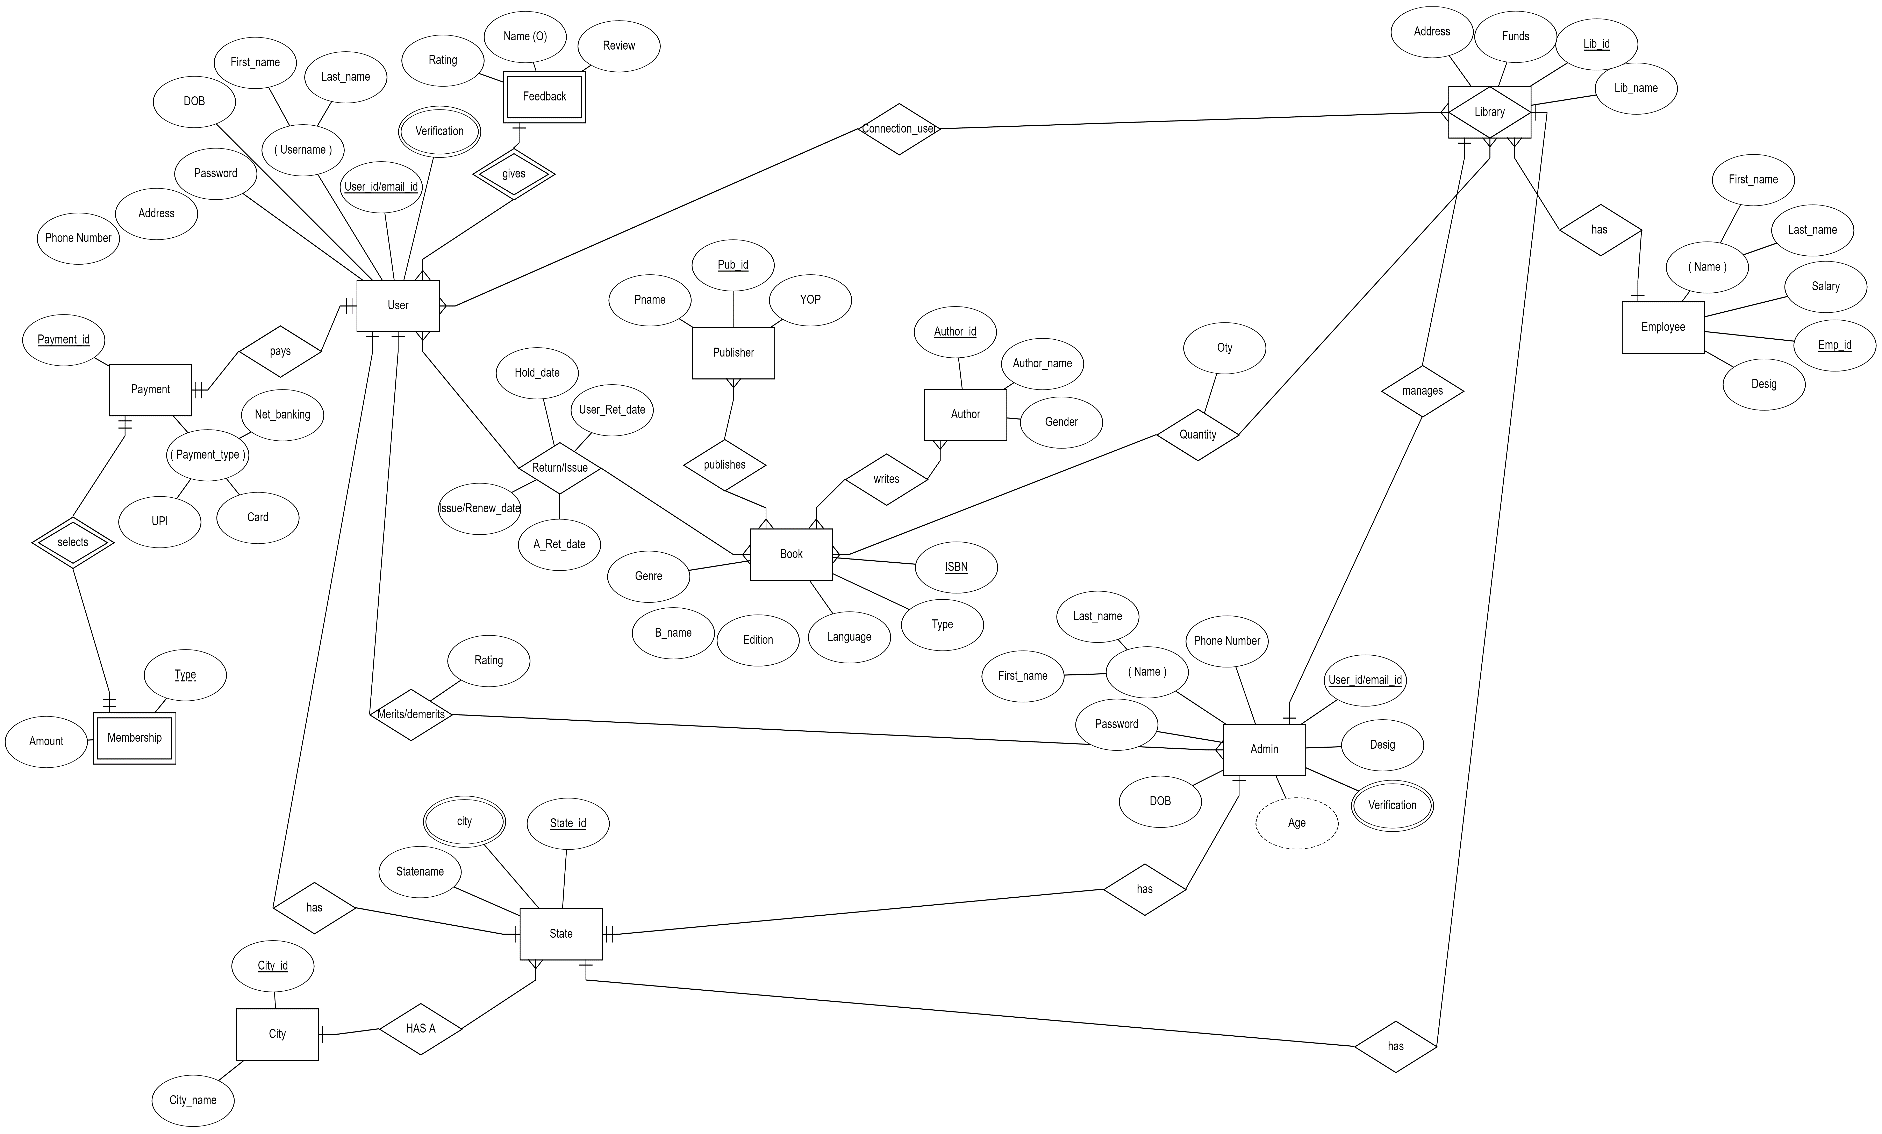 Address
Funds
Lib_id
Lib_name
Library
Name (O)
Rating
Review
Feedback
First_name
Last_name
DOB
( Username )
Verification
Password
User_id/email_id
Address
Phone Number
gives
Connection_user
User
First_name
Last_name
( Name )
Salary
Emp_id
Desig
Employee
has
Pub_id
Pname
YOP
Publisher
Author_id
Author_name
Gender
Author
Qty
Quantity
manages
Payment_id
Payment
pays
Net_banking
( Payment_type )
UPI
Card
Hold_date
User_Ret_date
Return/Issue
Issue/Renew_date
A_Ret_date
publishes
writes
Book
ISBN
Genre
B_name
Edition
Language
Type
selects
Type
Amount
Membership
Rating
Merits/demerits
Last_name
First_name
( Name )
Phone Number
User_id/email_id
Password
Admin
Desig
DOB
Age
Verification
city
State_id
Statename
has
State
has
City_id
City
HAS A
City_name
has